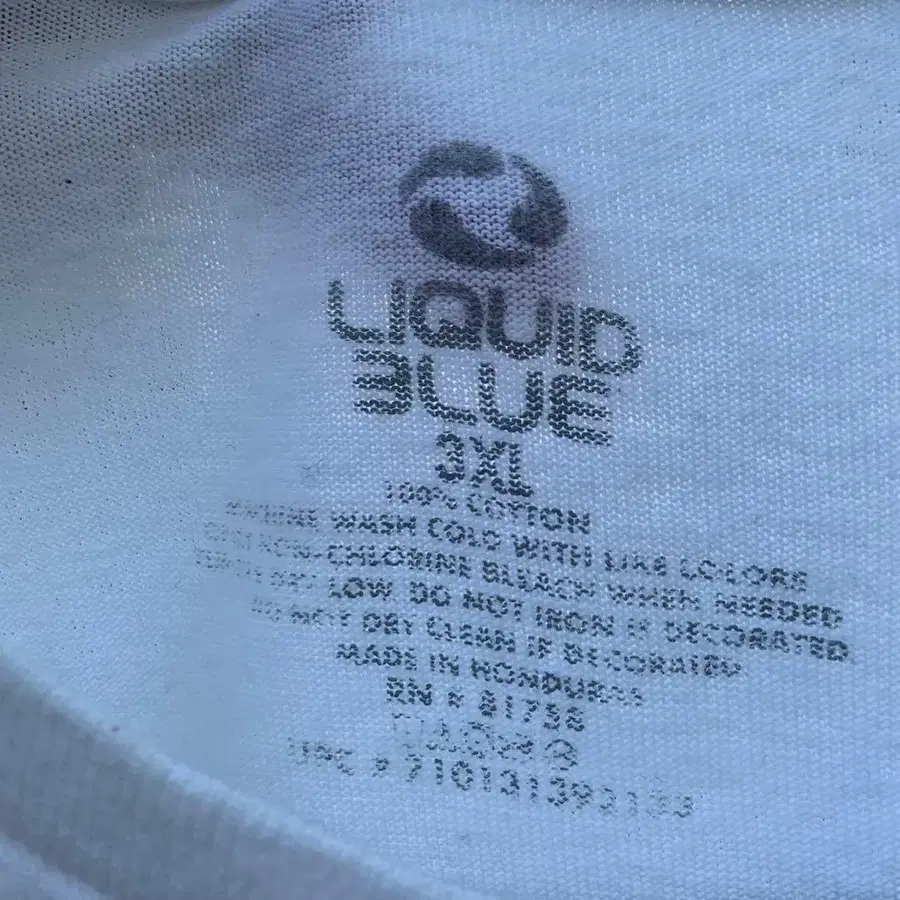 LIQUID
BLUE
3XL
100% COTTON
MACHINE WASH COLD WITH LIKE COLORS
ONLY NON-CHLORINE BLEACH WHEN NEEDED
TUMBLE DRY LOW DO NOT IRON IF DECORATED
DO NOT DRY CLEAN IF DECORATED
MADE IN HONDURAS
RN # 81756
UPC #